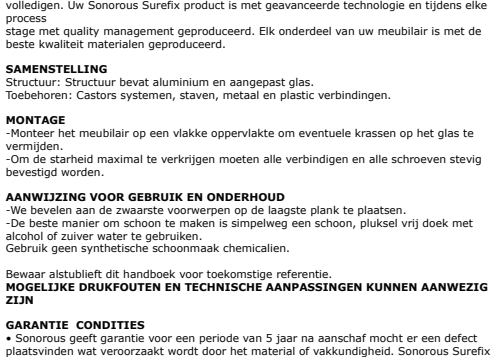 volledigen. Uw Sonorous Surefix product is met geavanceerde technologie en tijdens elke
process
stage met quality management geproduceerd. Elk onderdeel van uw meubilair is met de
beste kwaliteit materialen geproduceerd.
SAMENSTELLING
Structuur: Structuur bevat aluminium en aangepast glas.
Toebehoren: Castors systemen, staven, metaal en plastic verbindingen.
MONTAGE
-Monteer het meubilair op een vlakke oppervlakte om eventuele krassen op het glas te
vermijden.
-Om de starheid maximal te verkrijgen moeten alle verbindigen en alle schroeven stevig
bevestigd worden.
AANWIJZING VOOR GEBRUIK EN ONDERHOUD
-We bevelen aan de zwaarste voorwerpen op de laagste plank te plaatsen.
-De beste manier om schoon te maken is simpelweg een schoon, pluksel vrij doek met
alcohol of zuiver water te gebruiken.
Gebruik geen synthetische schoonmaak chemicalien.
Bewaar alstublieft dit handboek voor toekomstige referentie.
MOGELIJKE DRUKFOUTEN EN TECHNISCHE AANPASSINGEN KUNNEN AANWEZIG
ZIJN
GARANTIE  CONDITIES
• Sonorous geeft garantie voor een periode van 5 jaar na aanschaf mocht er een defect
plaatsvinden wat veroorzaakt wordt door het material of vakkundigheid. Sonorous Surefix